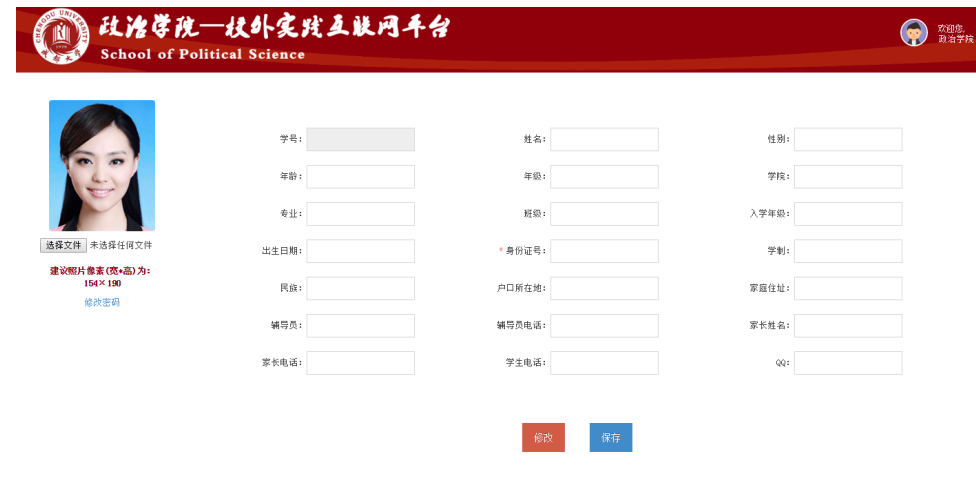 CHENGDU UNIVERSITY
成都大学
政治学院—校外实践互联网平台
School of Political Science
欢迎您,
政治学院
学号:
姓名:
性别:
年龄:
年级:
学院:
专业:
班级:
入学年级:
选择文件 未选择任何文件
出生日期:
* 身份证号:
学制:
建议照片像素(宽*高)为:
154×190
民族:
户口所在地:
家庭住址:
修改密码
辅导员:
辅导员电话:
家长姓名:
家长电话:
学生电话:
QQ:
修改
保存